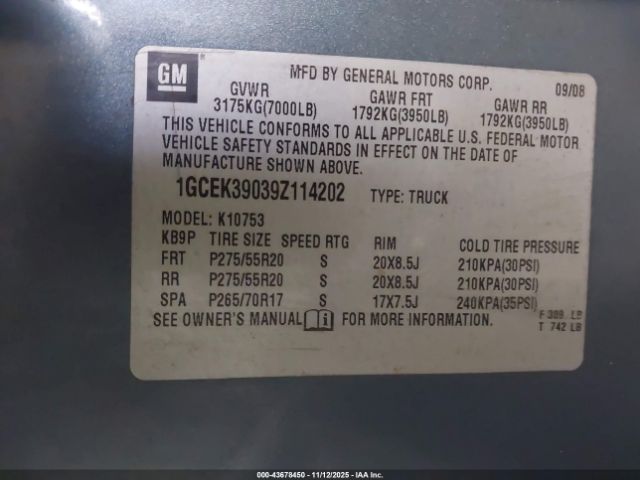 GM
MFD BY GENERAL MOTORS CORP. 09/08
GVWR GAWR FRT GAWR RR
3175KG(7000LB) 1792KG(3950LB) 1792KG(3950LB)
THIS VEHICLE CONFORMS TO ALL APPLICABLE U.S. FEDERAL MOTOR
VEHICLE SAFETY STANDARDS IN EFFECT ON THE DATE OF
MANUFACTURE SHOWN ABOVE.
1GCEK39039Z114202 TYPE: TRUCK
MODEL: K10753
KB9P TIRE SIZE SPEED RTG RIM COLD TIRE PRESSURE
FRT P275/55R20 S 20X8.5J 210KPA(30PSI)
RR P275/55R20 S 20X8.5J 210KPA(30PSI)
SPA P265/70R17 S 17X7.5J 240KPA(35PSI)
SEE OWNER'S MANUAL FOR MORE INFORMATION.
F LB
T 742 LB
000-43678450 - 11/12/2025 - IAA Inc.